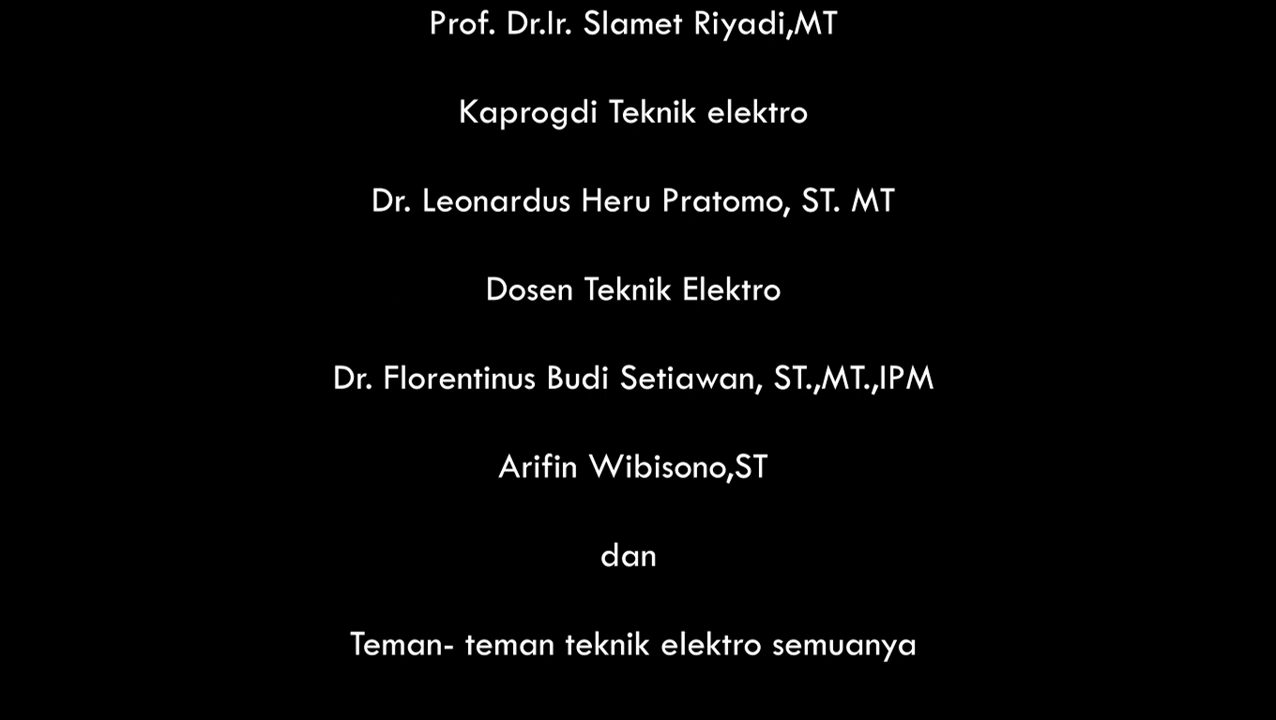 Prof. Dr.Ir. Slamet Riyadi,MT
Kaprogdi Teknik elektro
Dr. Leonardus Heru Pratomo, ST. MT
Dosen Teknik Elektro
Dr. Florentinus Budi Setiawan, ST.,MT.,IPM
Arifin Wibisono,ST
dan
Teman- teman teknik elektro semuanya